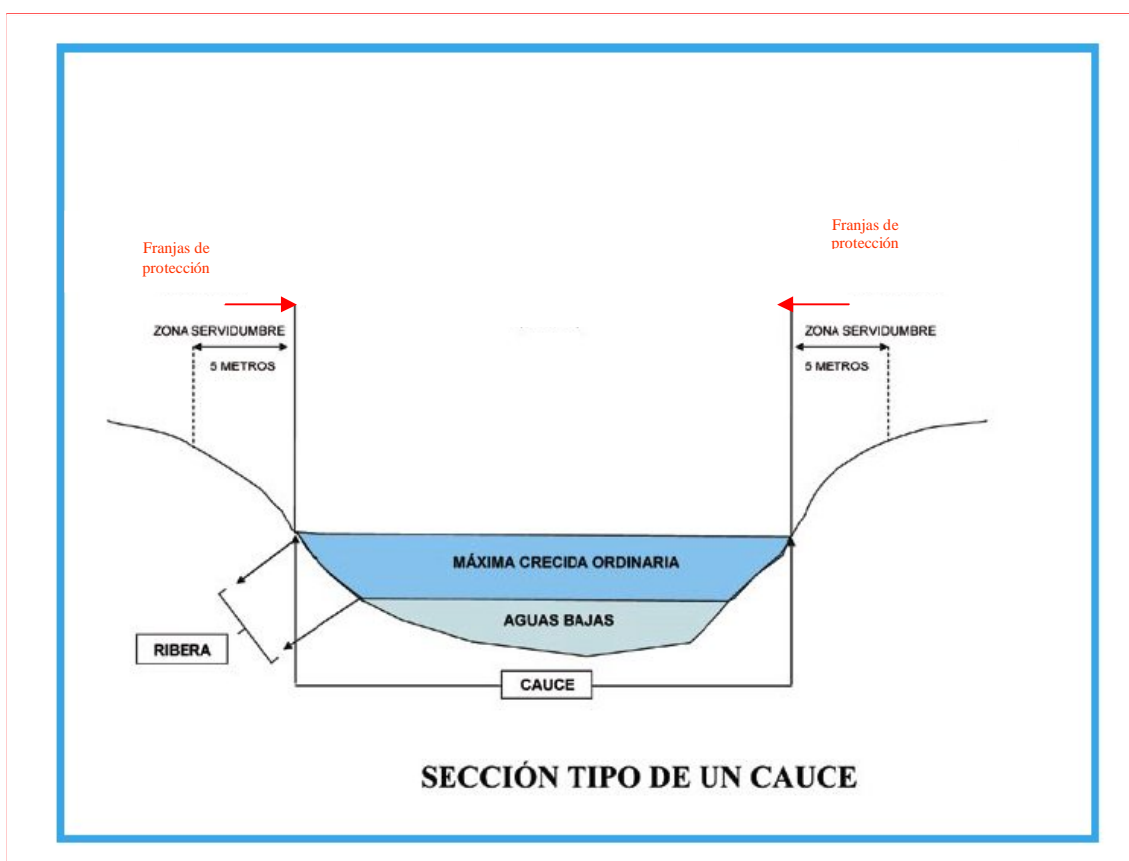 Franjas de
protección
Franjas de
protección
ZONA SERVIDUMBRE
5 METROS
ZONA SERVIDUMBRE
5 METROS
MÁXIMA CRECIDA ORDINARIA
AGUAS BAJAS
RIBERA
CAUCE
SECCIÓN TIPO DE UN CAUCE